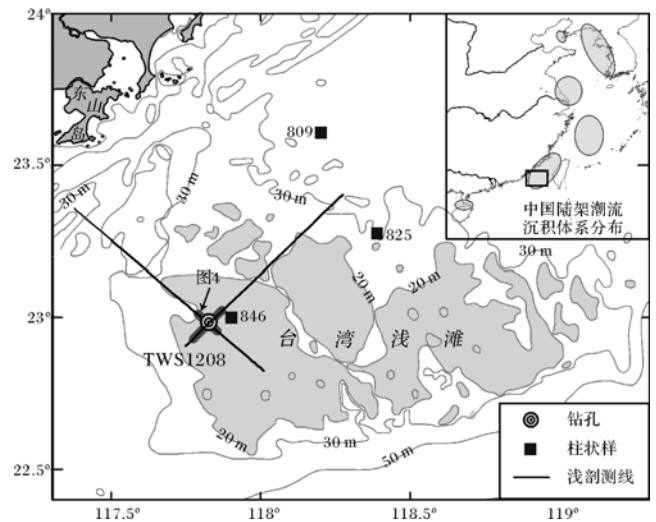 24°
23.5°
23°
22.5°
117.5°
118°
118.5°
119°
东
山
岛
30 m
30 m
30 m
30 m
809
825
中国陆架潮流
沉积体系分布
图4
846
TWS1208
20 m
20 m
台 湾 浅 滩
20 m
30 m
50 m
钻孔
柱状样
浅剖测线